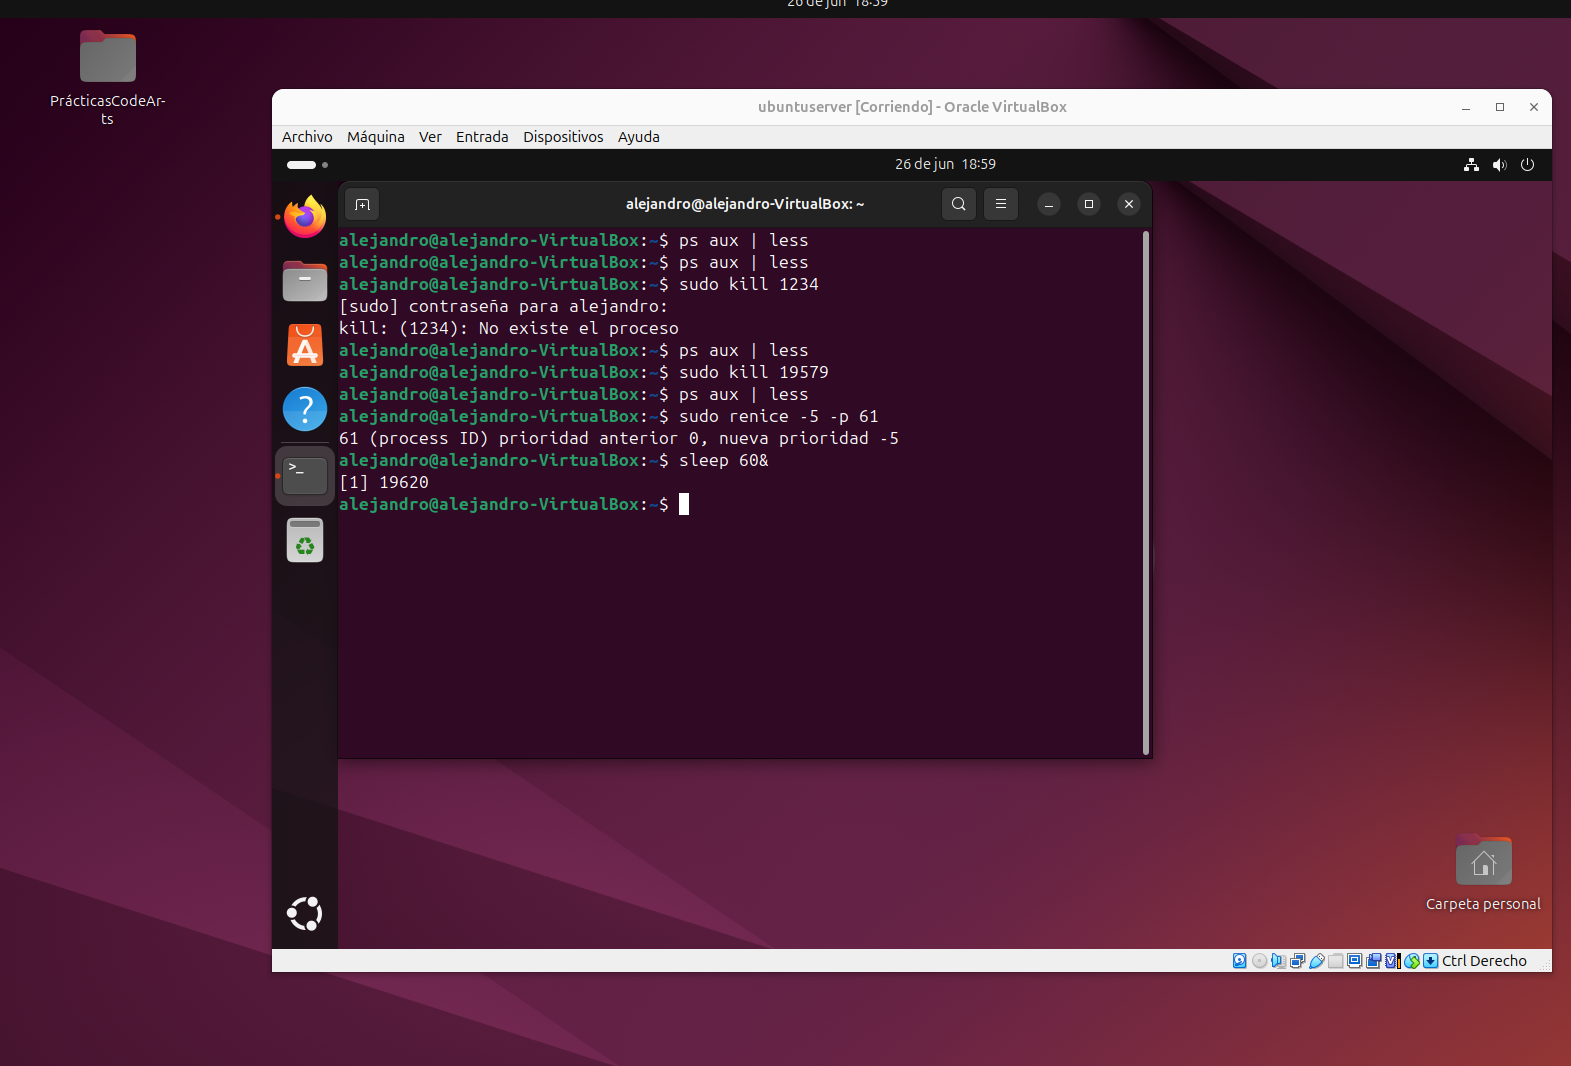 26 de jun 18:59
PrácticasCodeAr-
ts
ubuntuserver [Corriendo] - Oracle VirtualBox
Archivo Máquina Ver Entrada Dispositivos Ayuda
26 de jun 18:59
alejandro@alejandro-VirtualBox: ~
alejandro@alejandro-VirtualBox:~$ ps aux | less
alejandro@alejandro-VirtualBox:~$ ps aux | less
alejandro@alejandro-VirtualBox:~$ sudo kill 1234
[sudo] contraseña para alejandro:
kill: (1234): No existe el proceso
alejandro@alejandro-VirtualBox:~$ ps aux | less
alejandro@alejandro-VirtualBox:~$ sudo kill 19579
alejandro@alejandro-VirtualBox:~$ ps aux | less
alejandro@alejandro-VirtualBox:~$ sudo renice -5 -p 61
61 (process ID) prioridad anterior 0, nueva prioridad -5
alejandro@alejandro-VirtualBox:~$ sleep 60&
[1] 19620
alejandro@alejandro-VirtualBox:~$
Carpeta personal
Ctrl Derecho